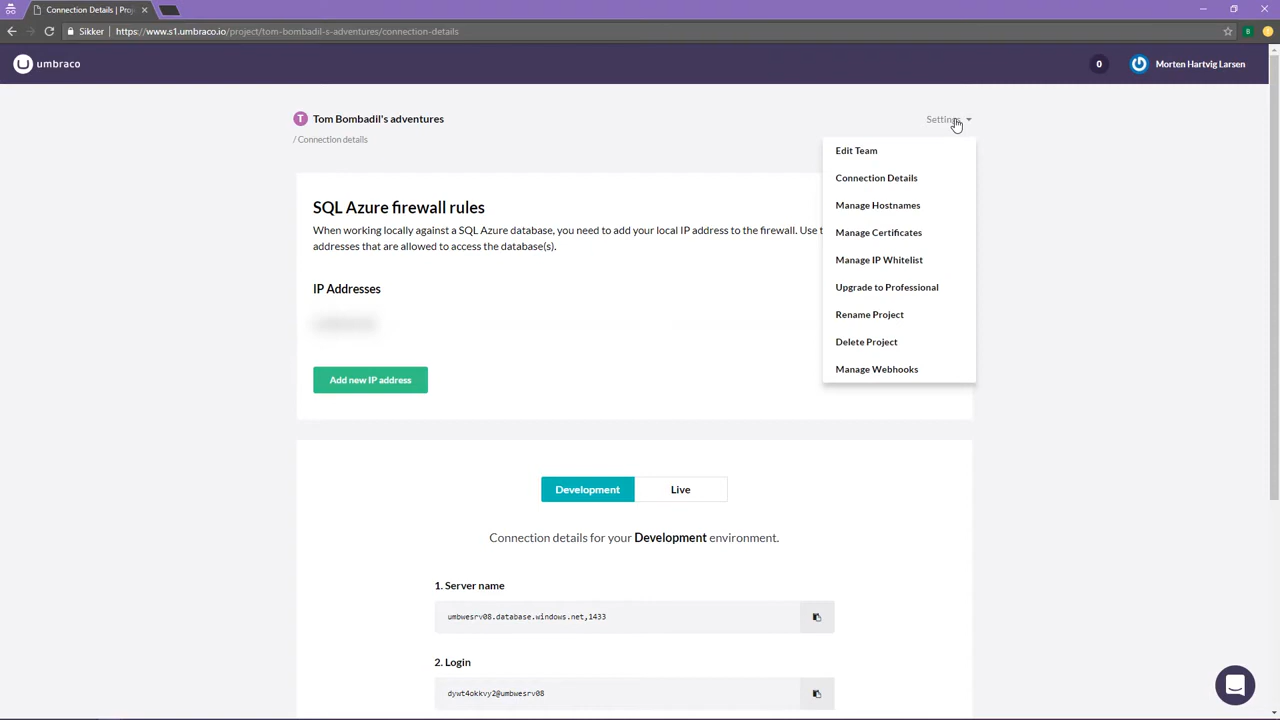 Connection Details | Proj
Sikker
https://www.s1.umbraco.io/project/tom-bombadil-s-adventures/connection-details
umbraco
0
Morten Hartvig Larsen
T
Tom Bombadil's adventures
Settings
/ Connection details
Edit Team
Connection Details
Manage Hostnames
Manage Certificates
Manage IP Whitelist
Upgrade to Professional
Rename Project
Delete Project
Manage Webhooks
SQL Azure firewall rules
When working locally against a SQL Azure database, you need to add your local IP address to the firewall. Use
addresses that are allowed to access the database(s).
IP Addresses
Add new IP address
Development
Live
Connection details for your Development environment.
1. Server name
umbwesrv08.database.windows.net,1433
2. Login
dywt4okkvy2@umbwesrv08